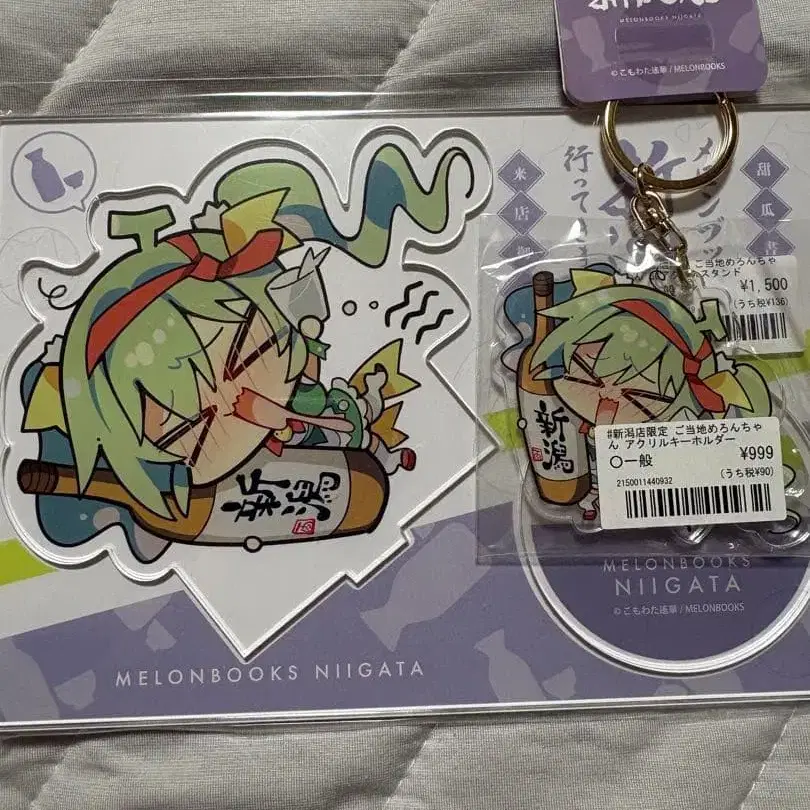 MELONBOOKS NIIGATA
©こもわた遙華 / MELONBOOKS
行って
来店
甜瓜書
ご当地めろんちゃ
スタンド
¥1,500
(うち税¥136)
新潟
新潟
#新潟店限定 ご当地めろんちゃ
ん アクリルキーホルダー
〇一般
¥999
(うち税¥90)
2150011440932
MELONBOOKS
NIIGATA
©こもわた遙華 / MELONBOOKS
MELONBOOKS NIIGATA